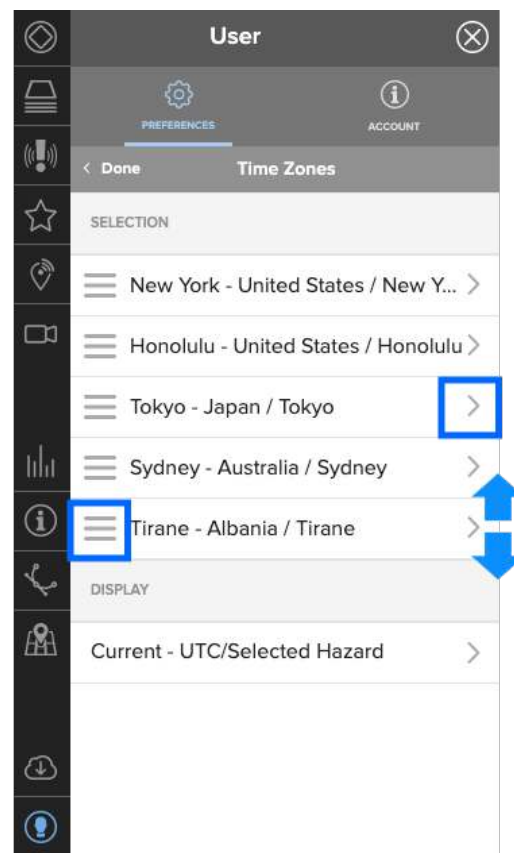 User
PREFERENCES
ACCOUNT
< Done Time Zones
SELECTION
New York - United States / New Y...
Honolulu - United States / Honolulu
Tokyo - Japan / Tokyo
Sydney - Australia / Sydney
Tirane - Albania / Tirane
DISPLAY
Current - UTC/Selected Hazard